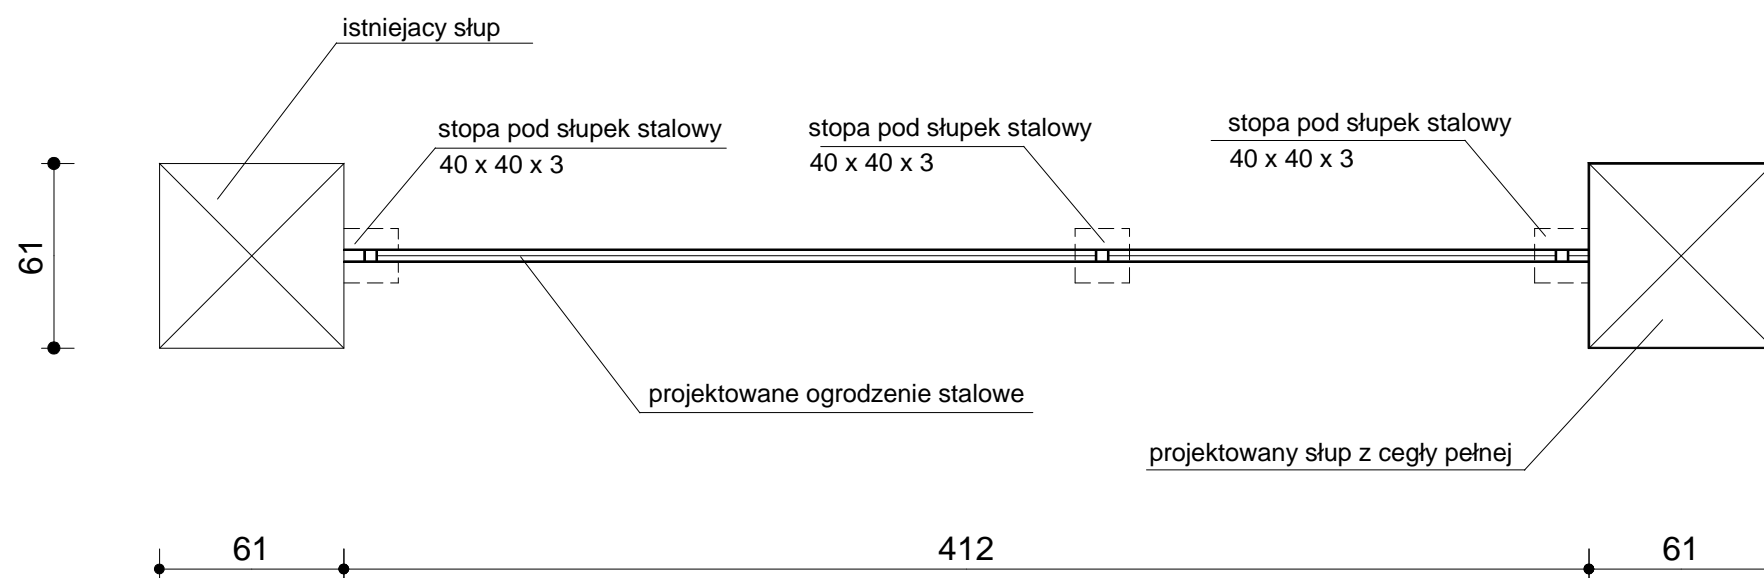 istniejacy słup
stopa pod słupek stalowy
40 x 40 x 3
stopa pod słupek stalowy
40 x 40 x 3
stopa pod słupek stalowy
40 x 40 x 3
61
projektowane ogrodzenie stalowe
projektowany słup z cegły pełnej
61
412
61